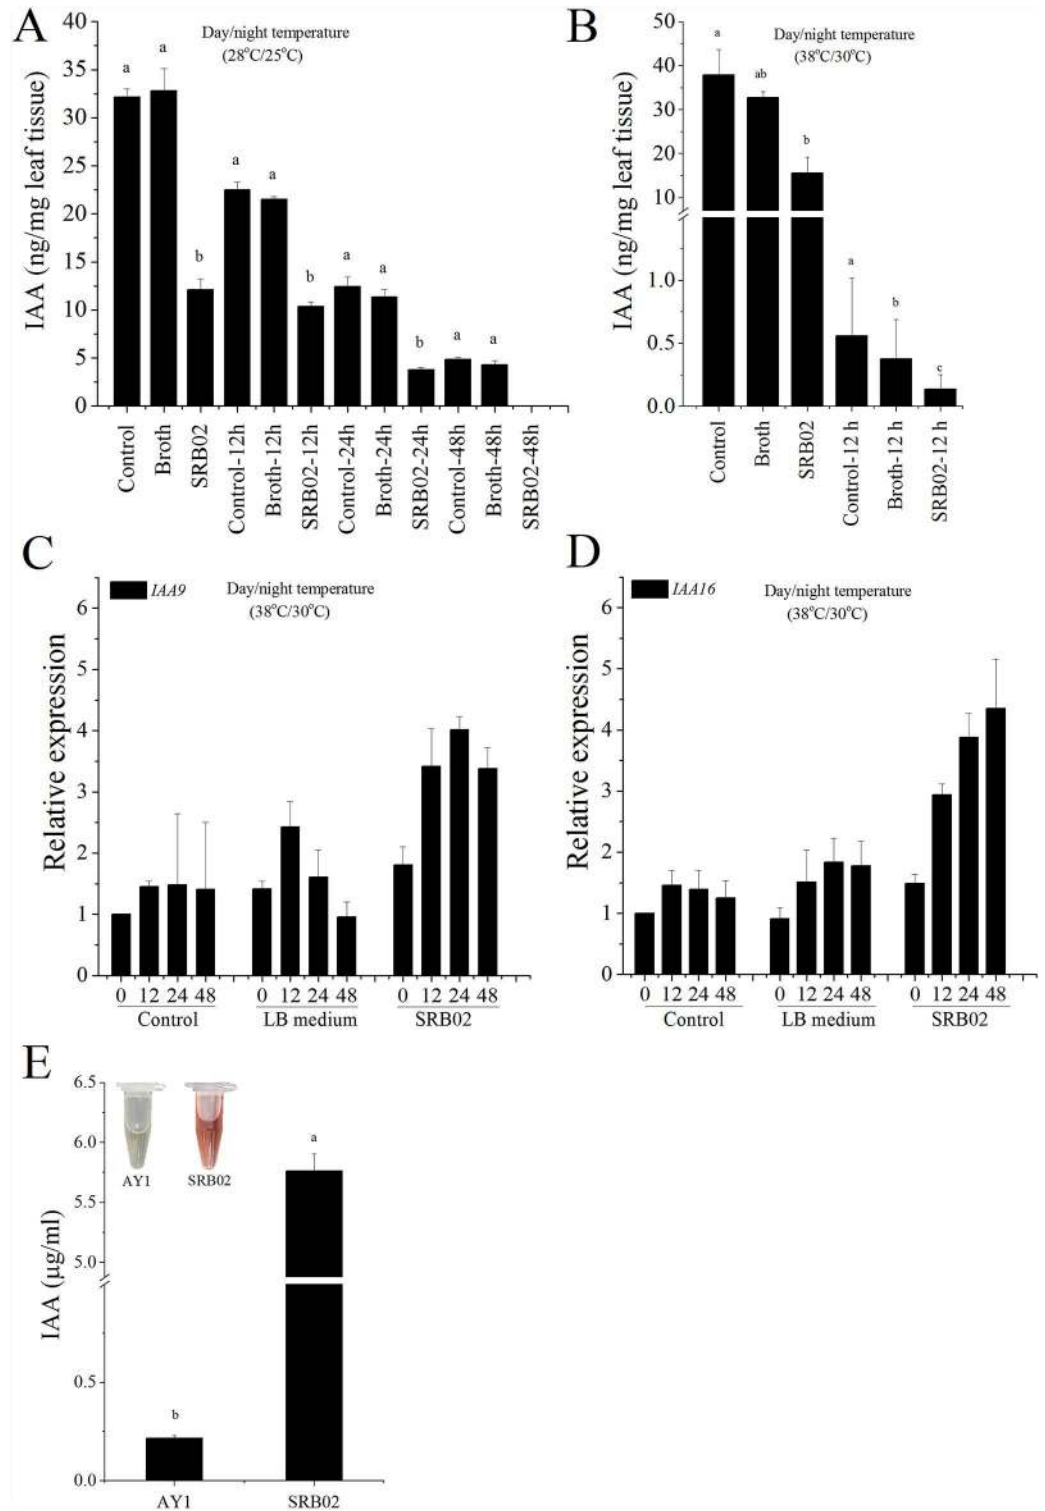 A
Day/night temperature
(28°C/25°C)
IAA (ng/mg leaf tissue)
40
35
30
25
20
15
10
5
0
a
a
b
a
a
b
a
a
b
a
a
Control
Broth
SRB02
Control-12h
Broth-12h
SRB02-12h
Control-24h
Broth-24h
SRB02-24h
Control-48h
Broth-48h
SRB02-48h
B
Day/night temperature
(38°C/30°C)
IAA (ng/mg leaf tissue)
50
40
30
20
10
1.0
0.5
0.0
a
ab
b
a
b
c
Control
Broth
SRB02
Control-12 h
Broth-12 h
SRB02-12 h
C
IAA9
Day/night temperature
(38°C/30°C)
Relative expression
6
5
4
3
2
1
0
0 12 24 48 0 12 24 48 0 12 24 48
Control LB medium SRB02
D
IAA16
Day/night temperature
(38°C/30°C)
Relative expression
6
5
4
3
2
1
0
0 12 24 48 0 12 24 48 0 12 24 48
Control LB medium SRB02
E
AY1 SRB02
IAA (µg/ml)
6.5
6.0
5.5
5.0
0.5
0.0
b
a
AY1 SRB02